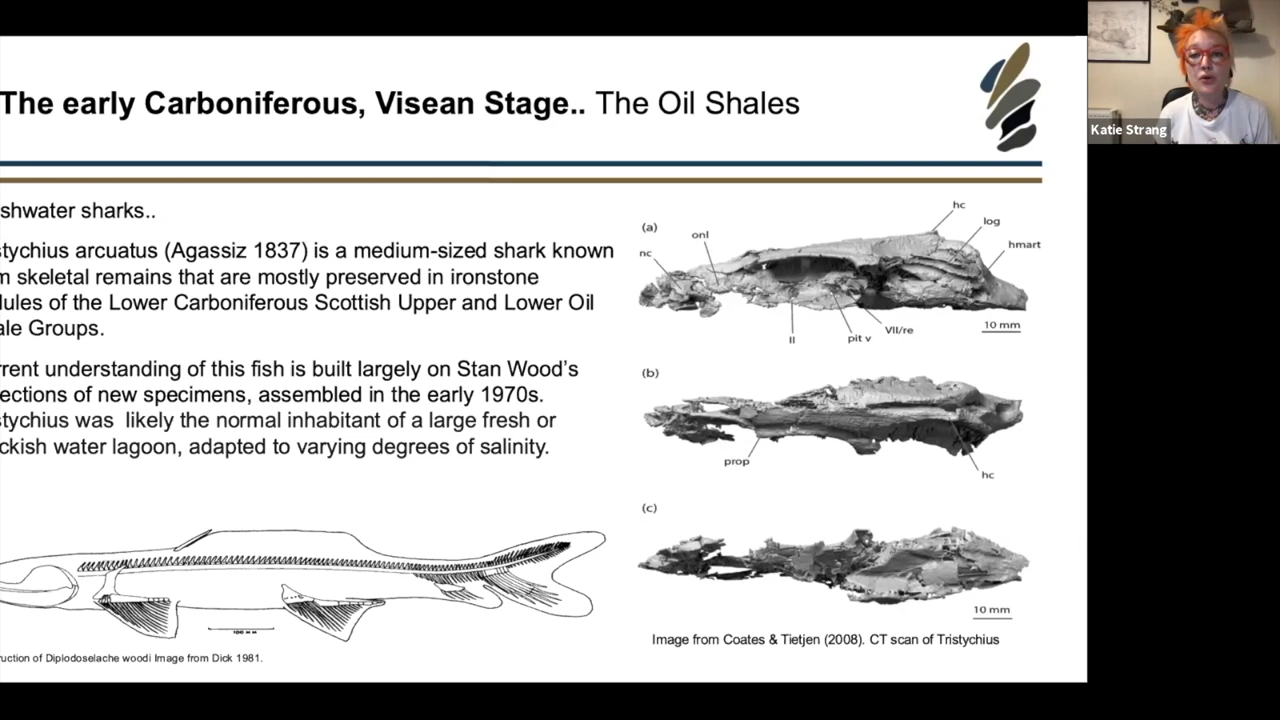 The early Carboniferous, Visean Stage.. The Oil Shales
Katie Strang
shwater sharks..
stychius arcuatus (Agassiz 1837) is a medium-sized shark known
m skeletal remains that are mostly preserved in ironstone
lules of the Lower Carboniferous Scottish Upper and Lower Oil
ale Groups.
rrent understanding of this fish is built largely on Stan Wood's
ections of new specimens, assembled in the early 1970s.
stychius was likely the normal inhabitant of a large fresh or
ckish water lagoon, adapted to varying degrees of salinity.
100 MM
uction of Diplodoselache woodi Image from Dick 1981.
(a)
nc
onl
hc
log
hmart
II
pit v
VII/re
10 mm
(b)
prop
hc
(c)
10 mm
Image from Coates & Tietjen (2008). CT scan of Tristychius